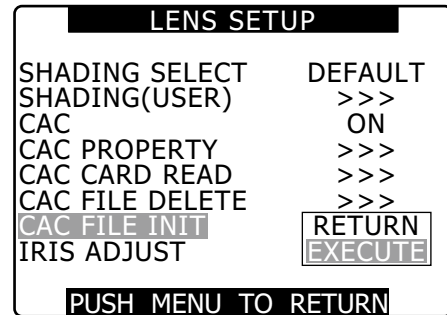 LENS SETUP
SHADING SELECT DEFAULT
SHADING(USER) >>>
CAC ON
CAC PROPERTY >>>
CAC CARD READ >>>
CAC FILE DELETE >>>
CAC FILE INIT RETURN
IRIS ADJUST EXECUTE
PUSH MENU TO RETURN